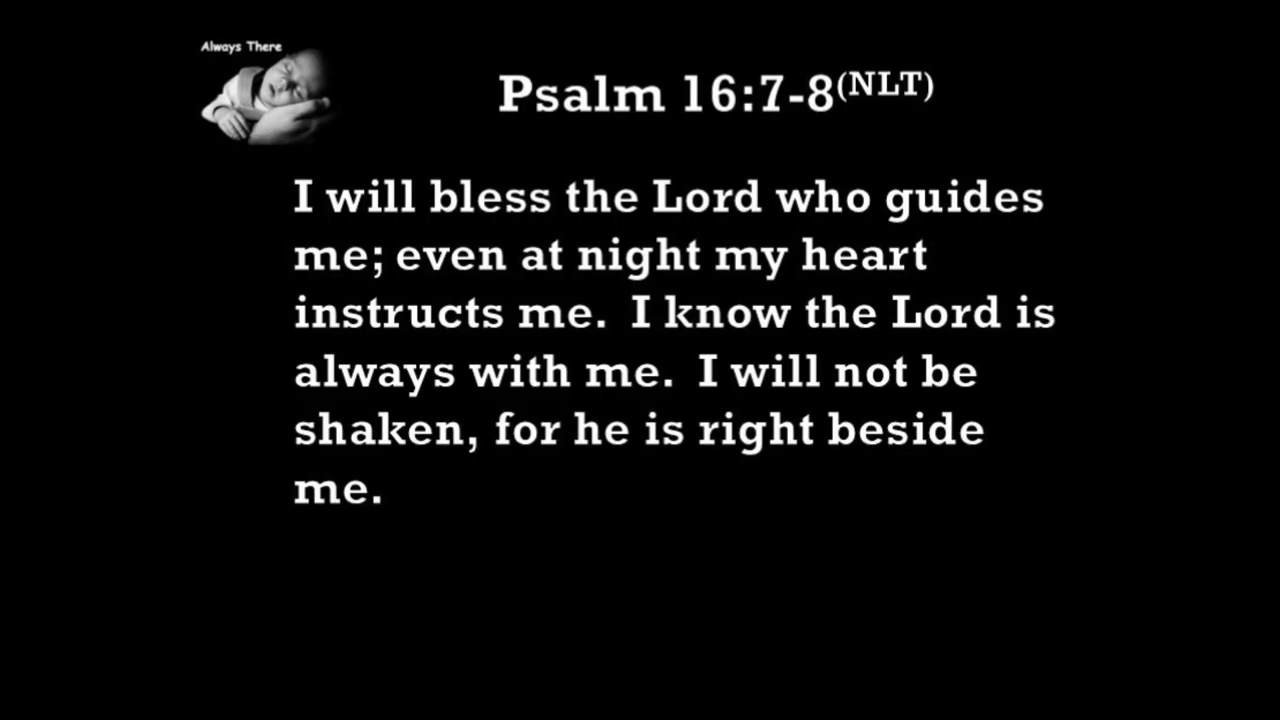 Always There
Psalm 16:7-8(NLT)
I will bless the Lord who guides
me; even at night my heart
instructs me.  I know the Lord is
always with me.  I will not be
shaken, for he is right beside
me.